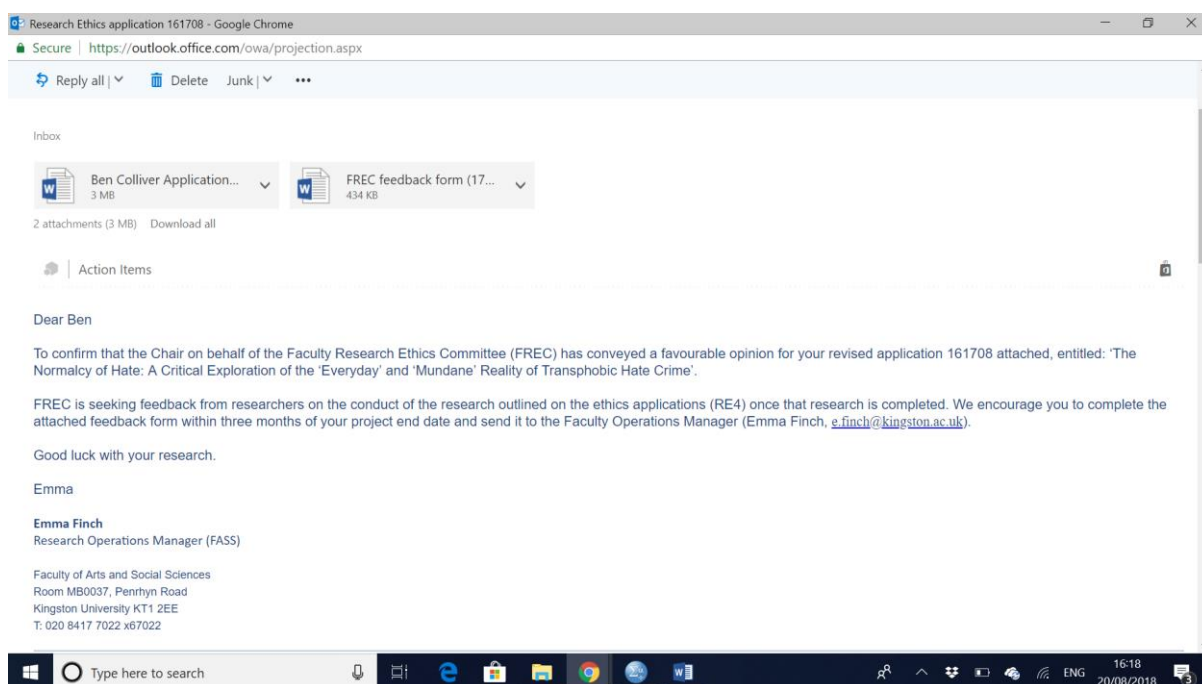 Research Ethics application 161708 - Google Chrome
Secure | https://outlook.office.com/owa/projection.aspx
Reply all | Delete Junk | •••
Inbox
Ben Colliver Application... FREC feedback form (17...
3 MB 434 KB
2 attachments (3 MB) Download all
Action Items
Dear Ben
To confirm that the Chair on behalf of the Faculty Research Ethics Committee (FREC) has conveyed a favourable opinion for your revised application 161708 attached, entitled: 'The
Normalcy of Hate: A Critical Exploration of the 'Everyday' and 'Mundane' Reality of Transphobic Hate Crime'.
FREC is seeking feedback from researchers on the conduct of the research outlined on the ethics applications (RE4) once that research is completed. We encourage you to complete the
attached feedback form within three months of your project end date and send it to the Faculty Operations Manager (Emma Finch, e.finch@kingston.ac.uk).
Good luck with your research.
Emma
Emma Finch
Research Operations Manager (FASS)
Faculty of Arts and Social Sciences
Room MB0037, Penrhyn Road
Kingston University KT1 2EE
T: 020 8417 7022 x67022
Type here to search
ENG
16:18
20/08/2018
3